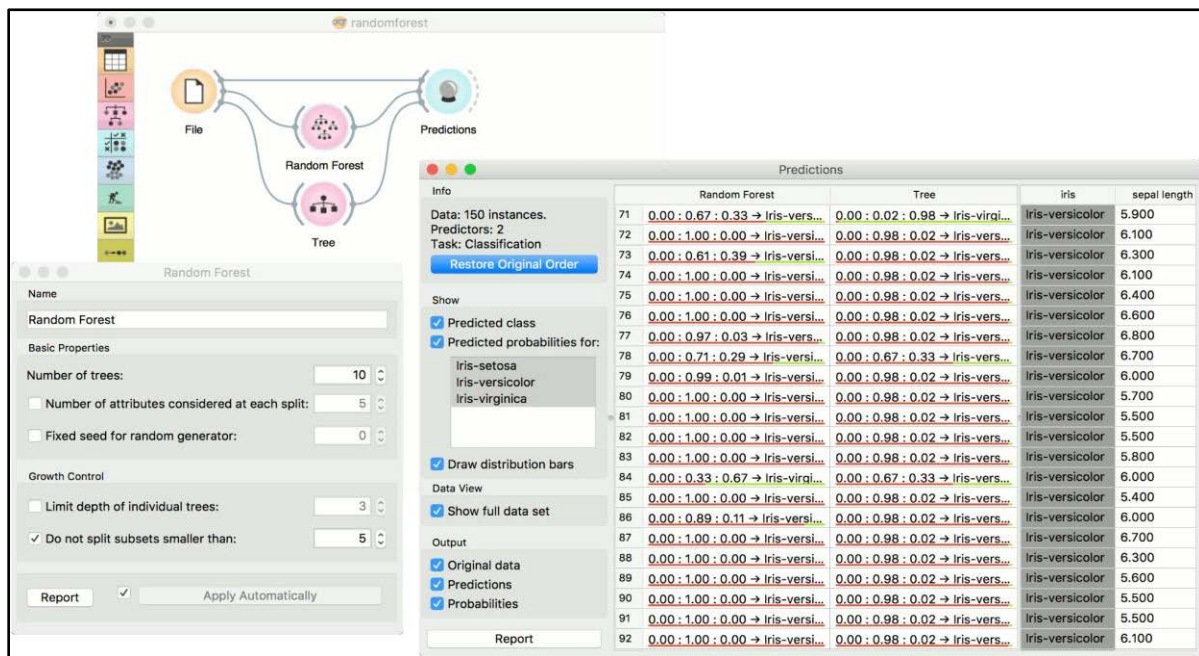 randomforest
File
Random Forest
Predictions
Tree
Random Forest
Name
Random Forest
Basic Properties
Number of trees: 10
Number of attributes considered at each split: 5
Fixed seed for random generator: 0
Growth Control
Limit depth of individual trees: 3
Do not split subsets smaller than: 5
Report Apply Automatically
Predictions
Info
Data: 150 instances.
Predictors: 2
Task: Classification
Restore Original Order
Show
Predicted class
Predicted probabilities for:
Iris-setosa
Iris-versicolor
Iris-virginica
Draw distribution bars
Data View
Show full data set
Output
Original data
Predictions
Probabilities
Report
Random Forest Tree iris sepal length
71 0.00 : 0.67 : 0.33 → Iris-vers... 0.00 : 0.02 : 0.98 → Iris-virgi... Iris-versicolor 5.900
72 0.00 : 1.00 : 0.00 → Iris-versi... 0.00 : 0.98 : 0.02 → Iris-vers... Iris-versicolor 6.100
73 0.00 : 0.61 : 0.39 → Iris-versi... 0.00 : 0.98 : 0.02 → Iris-vers... Iris-versicolor 6.300
74 0.00 : 1.00 : 0.00 → Iris-versi... 0.00 : 0.98 : 0.02 → Iris-vers... Iris-versicolor 6.100
75 0.00 : 1.00 : 0.00 → Iris-versi... 0.00 : 0.98 : 0.02 → Iris-vers... Iris-versicolor 6.400
76 0.00 : 1.00 : 0.00 → Iris-versi... 0.00 : 0.98 : 0.02 → Iris-vers... Iris-versicolor 6.600
77 0.00 : 0.97 : 0.03 → Iris-vers... 0.00 : 0.98 : 0.02 → Iris-vers... Iris-versicolor 6.800
78 0.00 : 0.71 : 0.29 → Iris-versi... 0.00 : 0.67 : 0.33 → Iris-vers... Iris-versicolor 6.700
79 0.00 : 0.99 : 0.01 → Iris-versi... 0.00 : 0.98 : 0.02 → Iris-vers... Iris-versicolor 6.000
80 0.00 : 1.00 : 0.00 → Iris-versi... 0.00 : 0.98 : 0.02 → Iris-vers... Iris-versicolor 5.700
81 0.00 : 1.00 : 0.00 → Iris-versi... 0.00 : 0.98 : 0.02 → Iris-vers... Iris-versicolor 5.500
82 0.00 : 1.00 : 0.00 → Iris-versi... 0.00 : 0.98 : 0.02 → Iris-vers... Iris-versicolor 5.500
83 0.00 : 1.00 : 0.00 → Iris-versi... 0.00 : 0.98 : 0.02 → Iris-vers... Iris-versicolor 5.800
84 0.00 : 0.33 : 0.67 → Iris-virgi... 0.00 : 0.67 : 0.33 → Iris-vers... Iris-versicolor 6.000
85 0.00 : 1.00 : 0.00 → Iris-versi... 0.00 : 0.98 : 0.02 → Iris-vers... Iris-versicolor 5.400
86 0.00 : 0.89 : 0.11 → Iris-versi... 0.00 : 0.98 : 0.02 → Iris-vers... Iris-versicolor 6.000
87 0.00 : 1.00 : 0.00 → Iris-versi... 0.00 : 0.98 : 0.02 → Iris-vers... Iris-versicolor 6.700
88 0.00 : 1.00 : 0.00 → Iris-versi... 0.00 : 0.98 : 0.02 → Iris-vers... Iris-versicolor 6.300
89 0.00 : 1.00 : 0.00 → Iris-versi... 0.00 : 0.98 : 0.02 → Iris-vers... Iris-versicolor 5.600
90 0.00 : 1.00 : 0.00 → Iris-versi... 0.00 : 0.98 : 0.02 → Iris-vers... Iris-versicolor 5.500
91 0.00 : 1.00 : 0.00 → Iris-versi... 0.00 : 0.98 : 0.02 → Iris-vers... Iris-versicolor 5.500
92 0.00 : 1.00 : 0.00 → Iris-versi... 0.00 : 0.98 : 0.02 → Iris-vers... Iris-versicolor 6.100